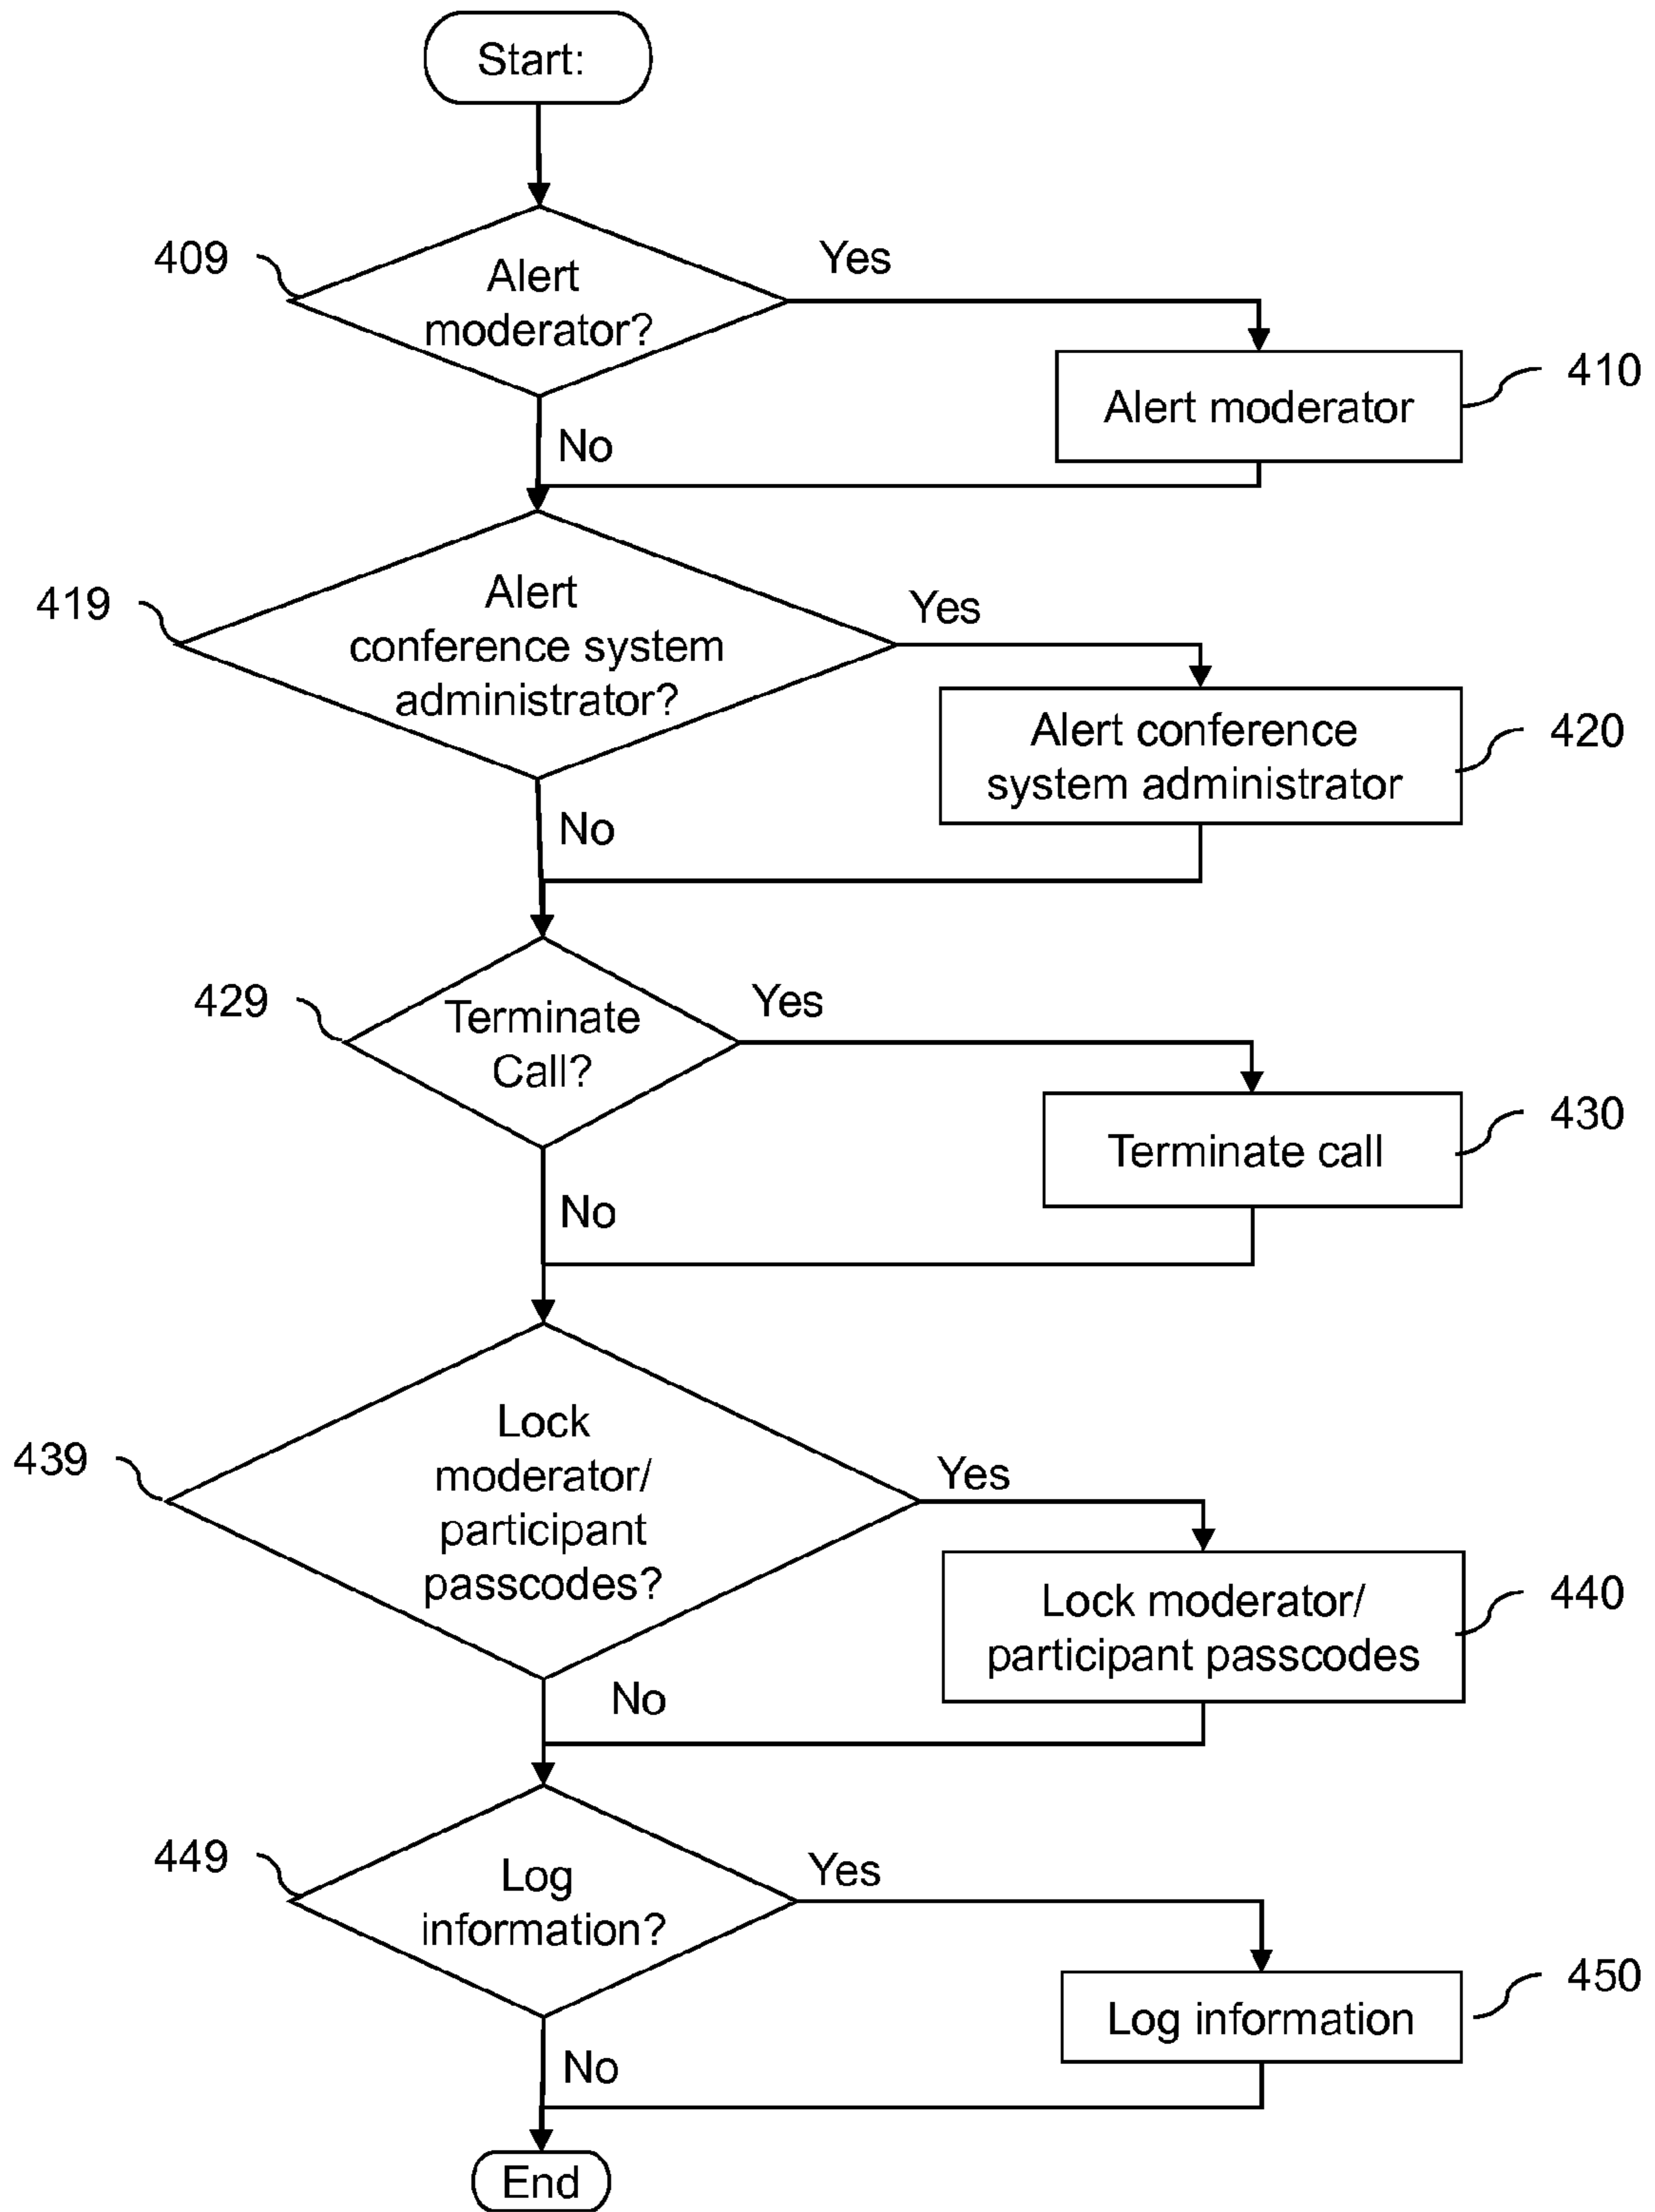 Start:
409
Alert
moderator?
Yes
410
Alert moderator
No
419
Alert
conference system
administrator?
Yes
420
Alert conference
system administrator
No
429
Terminate
Call?
Yes
430
Terminate call
No
439
Lock
moderator/
participant
passcodes?
Yes
440
Lock moderator/
participant passcodes
No
449
Log
information?
Yes
450
Log information
No
End